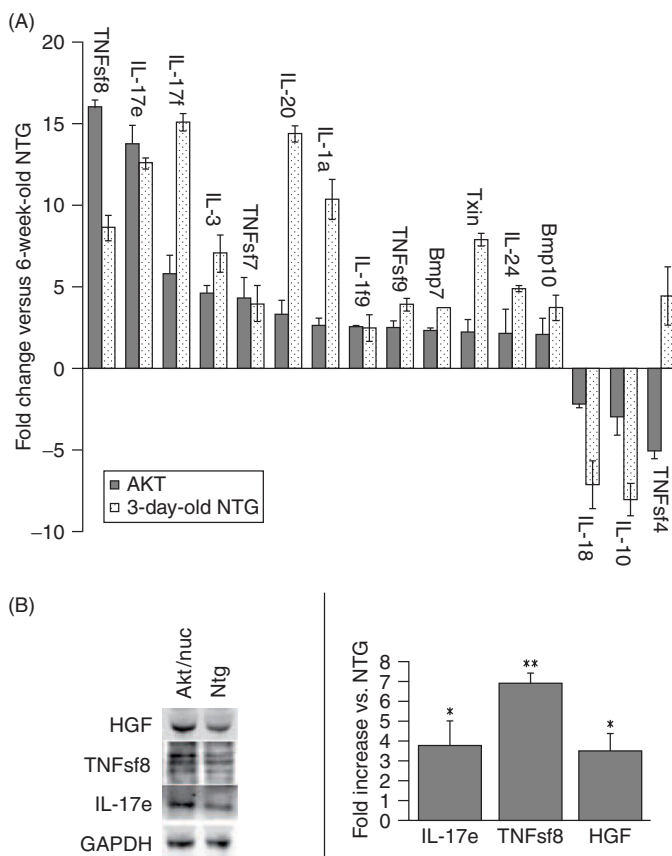 (A)
Fold change versus 6-week-old NTG
20
15
10
5
0
−5
−10
TNFsf8
IL-17e
IL-17f
IL-3
TNFsf7
IL-20
IL-1a
IL-1f9
TNFsf9
Bmp7
Txin
IL-24
Bmp10
IL-18
IL-10
TNFsf4
AKT
3-day-old NTG
(B)
Akt/nuc
Ntg
HGF
TNFsf8
IL-17e
GAPDH
Fold increase vs. NTG
8
7
6
5
4
3
2
1
0
*
**
*
IL-17e TNFsf8 HGF